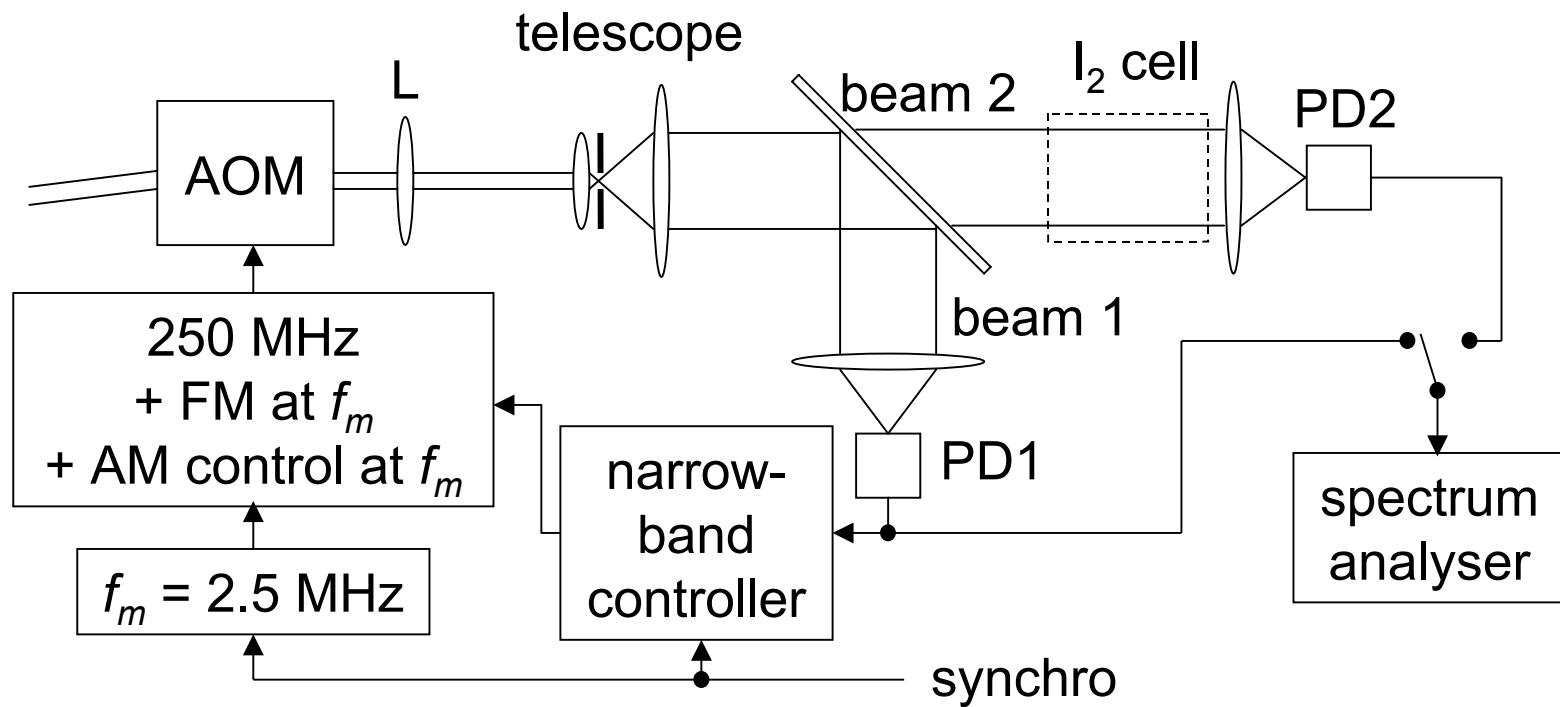 telescope
L
beam 2
I₂ cell
PD2
AOM
beam 1
250 MHz
+ FM at fₘ
+ AM control at fₘ
PD1
narrow-
band
controller
spectrum
analyser
fₘ = 2.5 MHz
synchro